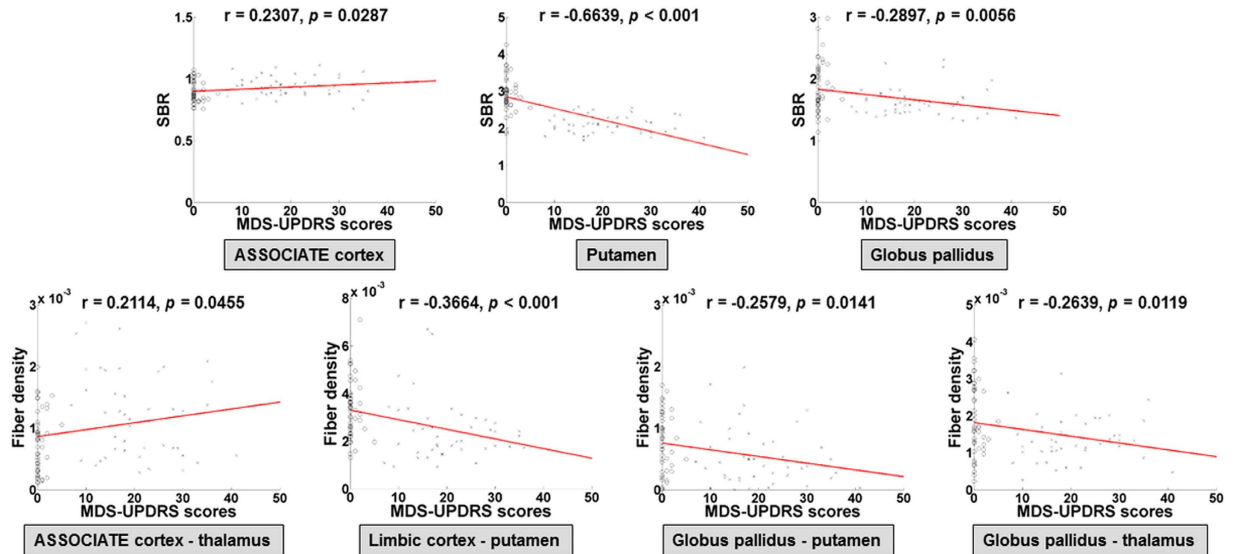 r = 0.2307, p = 0.0287
1.5
1
0.5
0
SBR
0 10 20 30 40 50
MDS-UPDRS scores
ASSOCIATE cortex
r = -0.6639, p < 0.001
5
4
3
2
1
0
SBR
0 10 20 30 40 50
MDS-UPDRS scores
Putamen
r = -0.2897, p = 0.0056
3
2
1
0
SBR
0 10 20 30 40 50
MDS-UPDRS scores
Globus pallidus
x 10⁻³
r = 0.2114, p = 0.0455
3
2
1
0
Fiber density
0 10 20 30 40 50
MDS-UPDRS scores
ASSOCIATE cortex - thalamus
x 10⁻³
r = -0.3664, p < 0.001
8
6
4
2
0
Fiber density
0 10 20 30 40 50
MDS-UPDRS scores
Limbic cortex - putamen
x 10⁻³
r = -0.2579, p = 0.0141
3
2
1
0
Fiber density
0 10 20 30 40 50
MDS-UPDRS scores
Globus pallidus - putamen
x 10⁻³
r = -0.2639, p = 0.0119
5
4
3
2
1
0
Fiber density
0 10 20 30 40 50
MDS-UPDRS scores
Globus pallidus - thalamus